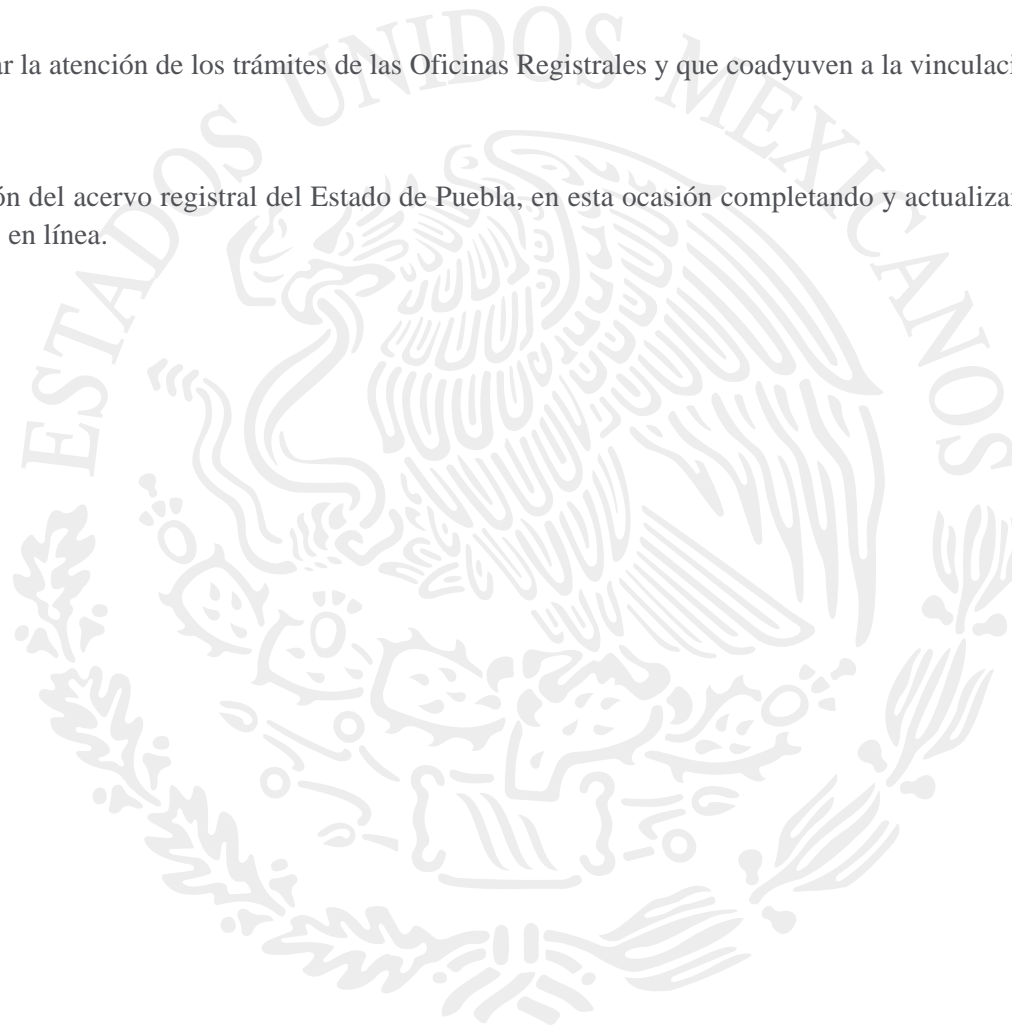 ar la atención de los trámites de las Oficinas Registrales y que coadyuven a la vinculaci
ón del acervo registral del Estado de Puebla, en esta ocasión completando y actualiza
en línea.
ESTADOS UNIDOS MEXICANOS